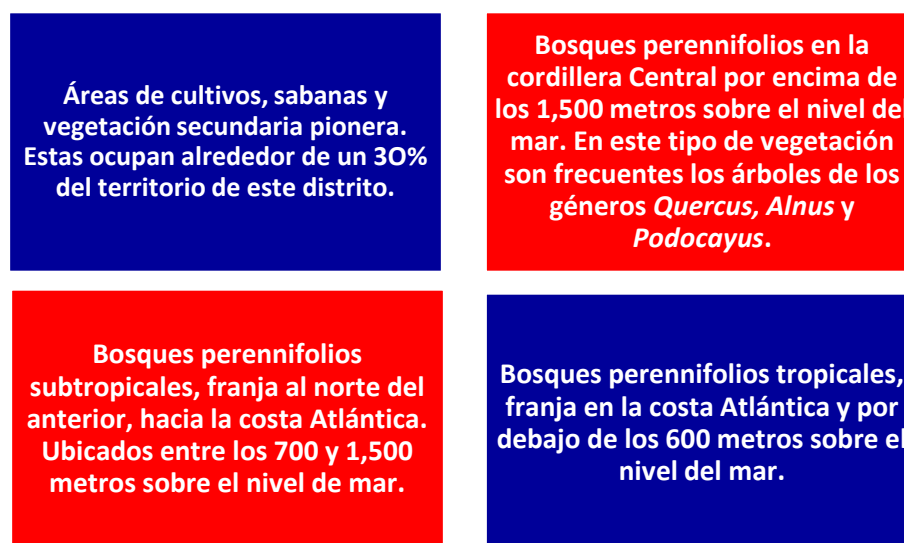 Áreas de cultivos, sabanas y
vegetación secundaria pionera.
Estas ocupan alrededor de un 3O%
del territorio de este distrito.
Bosques perennifolios en la
cordillera Central por encima de
los 1,500 metros sobre el nivel del
mar. En este tipo de vegetación
son frecuentes los árboles de los
géneros Quercus, Alnus y
Podocayus.
Bosques perennifolios
subtropicales, franja al norte del
anterior, hacia la costa Atlántica.
Ubicados entre los 700 y 1,500
metros sobre el nivel de mar.
Bosques perennifolios tropicales,
franja en la costa Atlántica y por
debajo de los 600 metros sobre el
nivel del mar.